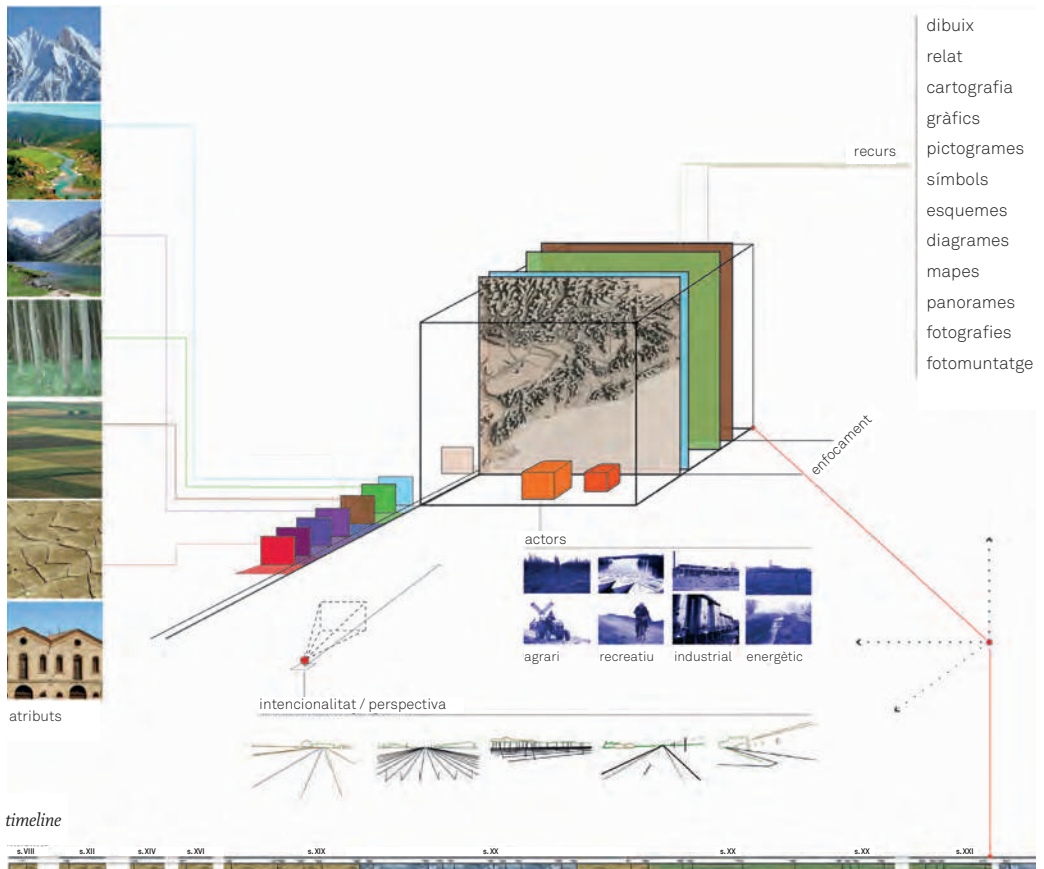 dibuix
relat
cartografia
gràfics
recurs
pictogrames
símbols
esquemes
diagrames
mapes
panorames
fotografies
fotomuntatge
enfocament
actors
agrari recreatiu industrial energètic
intencionalitat / perspectiva
atributs
timeline
s. VIII s. XII s. XIV s. XVI s. XIX s. XX s. XX s. XX s. XXI